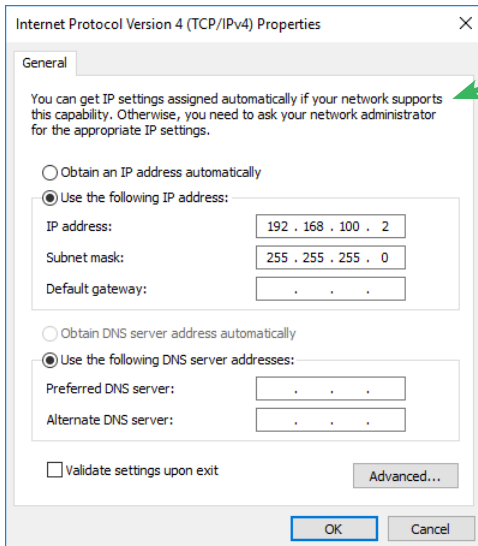 Internet Protocol Version 4 (TCP/IPv4) Properties
General
You can get IP settings assigned automatically if your network supports
this capability. Otherwise, you need to ask your network administrator
for the appropriate IP settings.
Obtain an IP address automatically
Use the following IP address:
IP address: 192 . 168 . 100 . 2
Subnet mask: 255 . 255 . 255 . 0
Default gateway: . . .
Obtain DNS server address automatically
Use the following DNS server addresses:
Preferred DNS server: . . .
Alternate DNS server: . . .
Validate settings upon exit
Advanced...
OK Cancel